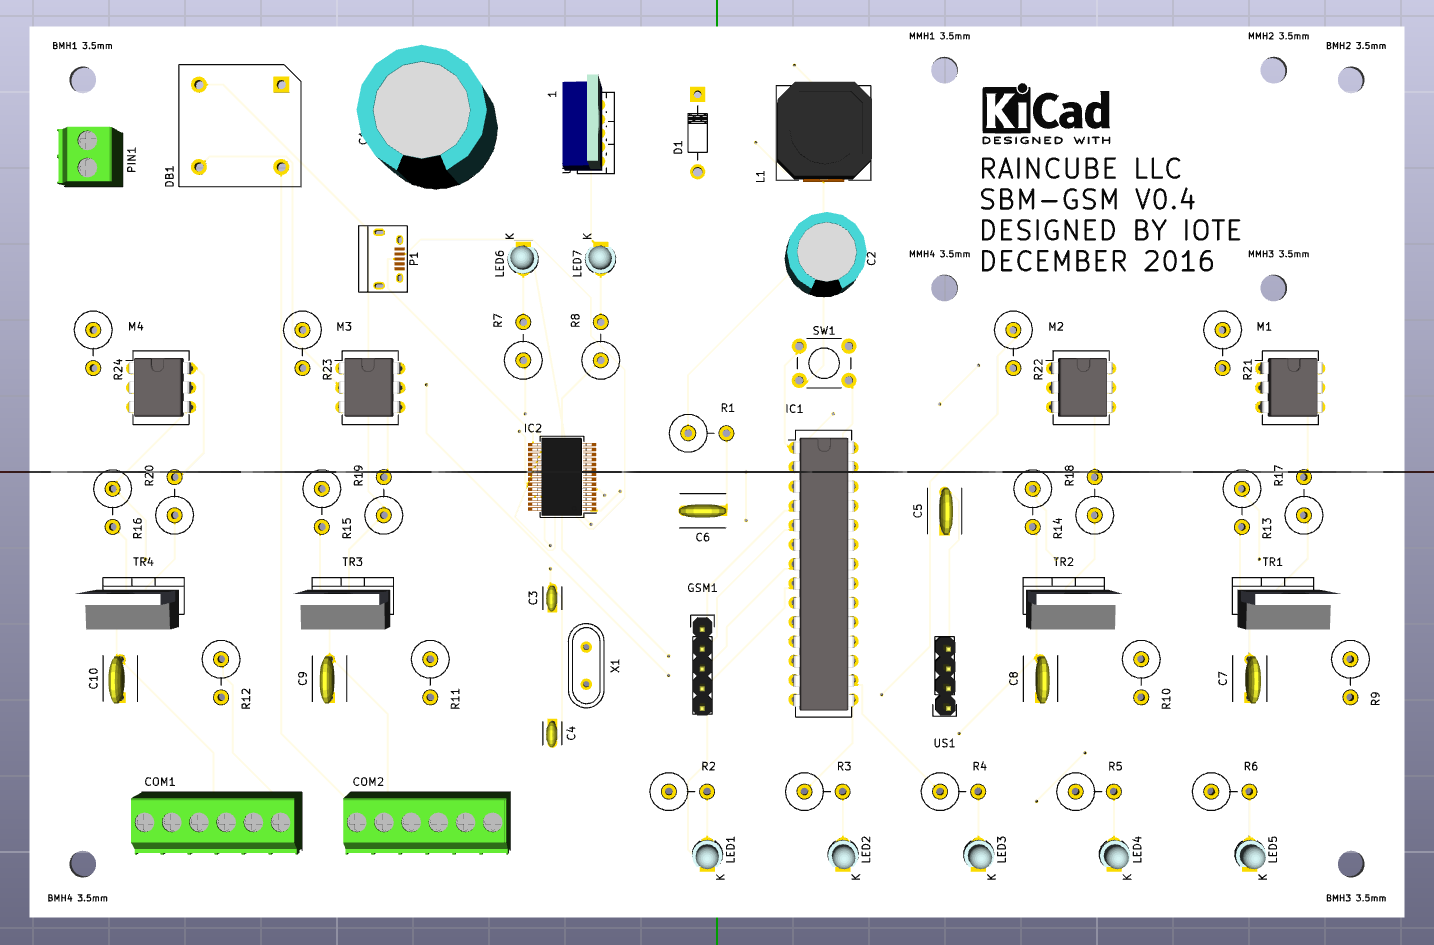 BMH1 3.5mm
MMH1 3.5mm
MMH2 3.5mm
BMH2 3.5mm
KiCad
DESIGNED WITH
RAINCUBE LLC
SBM-GSM V0.4
DESIGNED BY IOTE
DECEMBER 2016
PIN1
DB1
1
D1
L1
P1
K
LED6
K
LED7
C2
MMH4 3.5mm
MMH3 3.5mm
M4
M3
R7
R8
SW1
M2
M1
R24
R23
R22
R21
IC2
R1
IC1
R20
R19
R18
R17
R16
R15
C6
C5
R14
R13
TR4
TR3
TR2
TR1
C3
GSM1
X1
C10
R12
C9
R11
C4
US1
C8
R10
C7
R9
COM1
COM2
R2
R3
R4
R5
R6
LED1
K
LED2
K
LED3
K
LED4
K
LED5
K
BMH4 3.5mm
BMH3 3.5mm